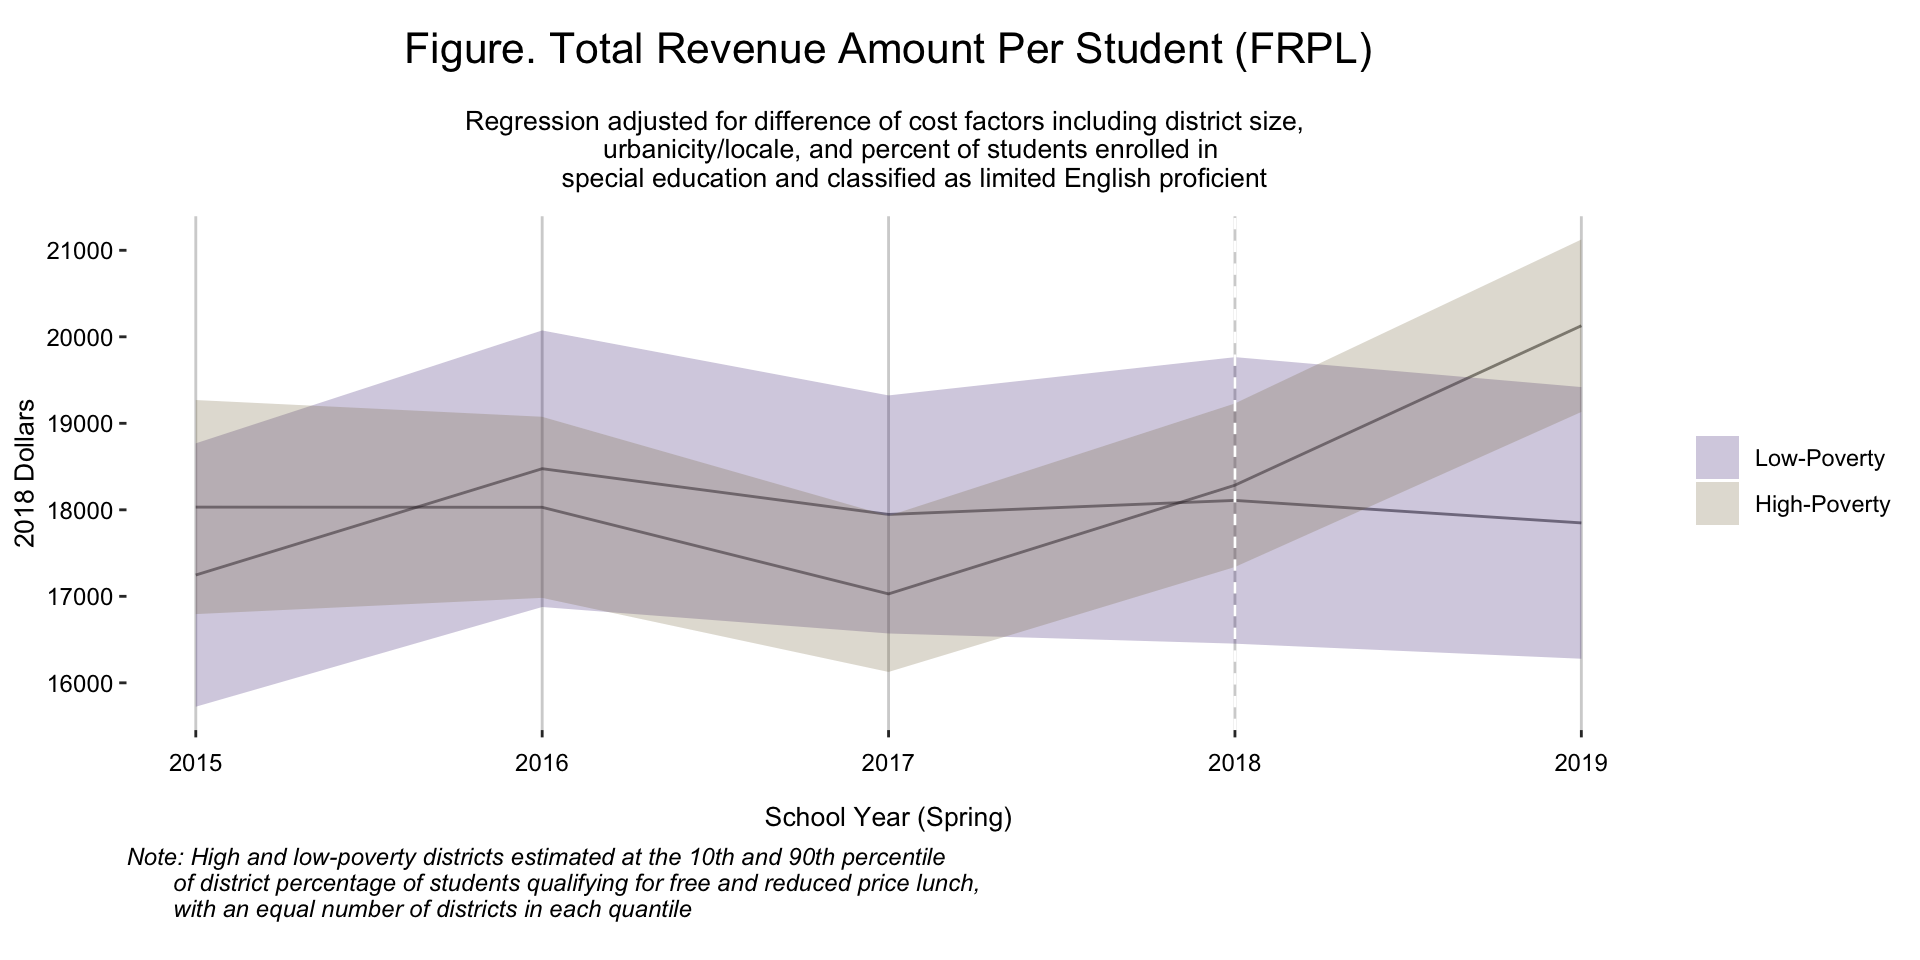 Figure. Total Revenue Amount Per Student (FRPL)
Regression adjusted for difference of cost factors including district size,
urbanicity/locale, and percent of students enrolled in
special education and classified as limited English proficient
2018 Dollars
21000
20000
19000
18000
17000
16000
2015
2016
2017
2018
2019
School Year (Spring)
Low-Poverty
High-Poverty
Note: High and low-poverty districts estimated at the 10th and 90th percentile
of district percentage of students qualifying for free and reduced price lunch,
with an equal number of districts in each quantile